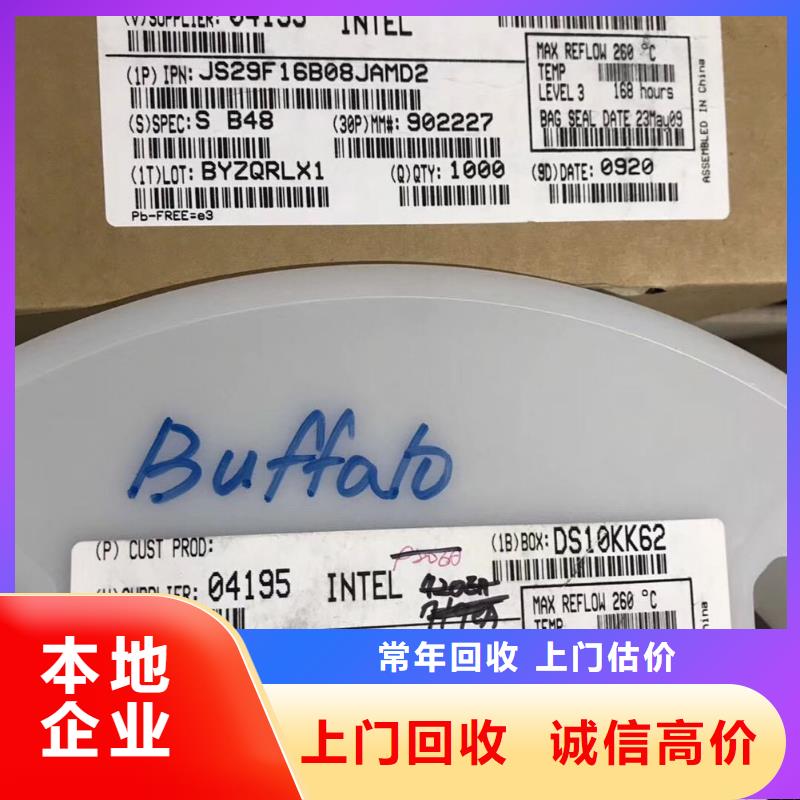 (V)SUPPLIER: 04195 INTEL
(1P) IPN: JS29F16B08JAMD2
(S)SPEC: S B48 (30P)MM#: 902227
(1T)LOT: BYZQRLX1 (Q)QTY: 1000 (9D)DATE: 0920
Pb-FREE=e3
MAX REFLOW 260 °C
TEMP
LEVEL 3 168 hours
BAG SEAL DATE 23May09
ASSEMBLED IN China
Buffalo
(P) CUST PROD:
(1B)BOX: DS10KK62
(V)SUPPLIER: 04195 INTEL
MAX REFLOW 260 °C
TEMP
本地
企业
常年回收 上门估价
上门回收 诚信高价